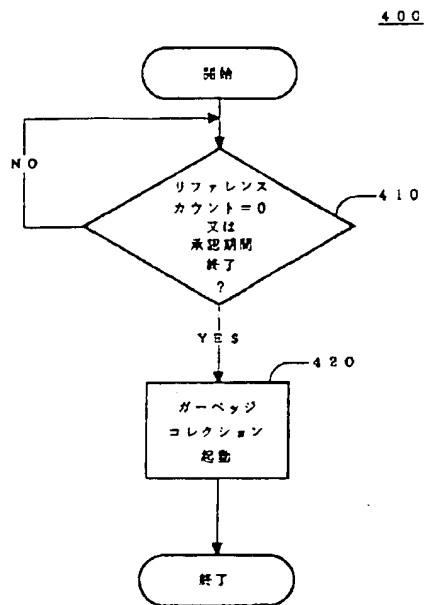 400
開始
NO
リファレンス
カウント=0
又は
承認期間
終了
?
410
YES
420
ガーベッジ
コレクション
起動
終了